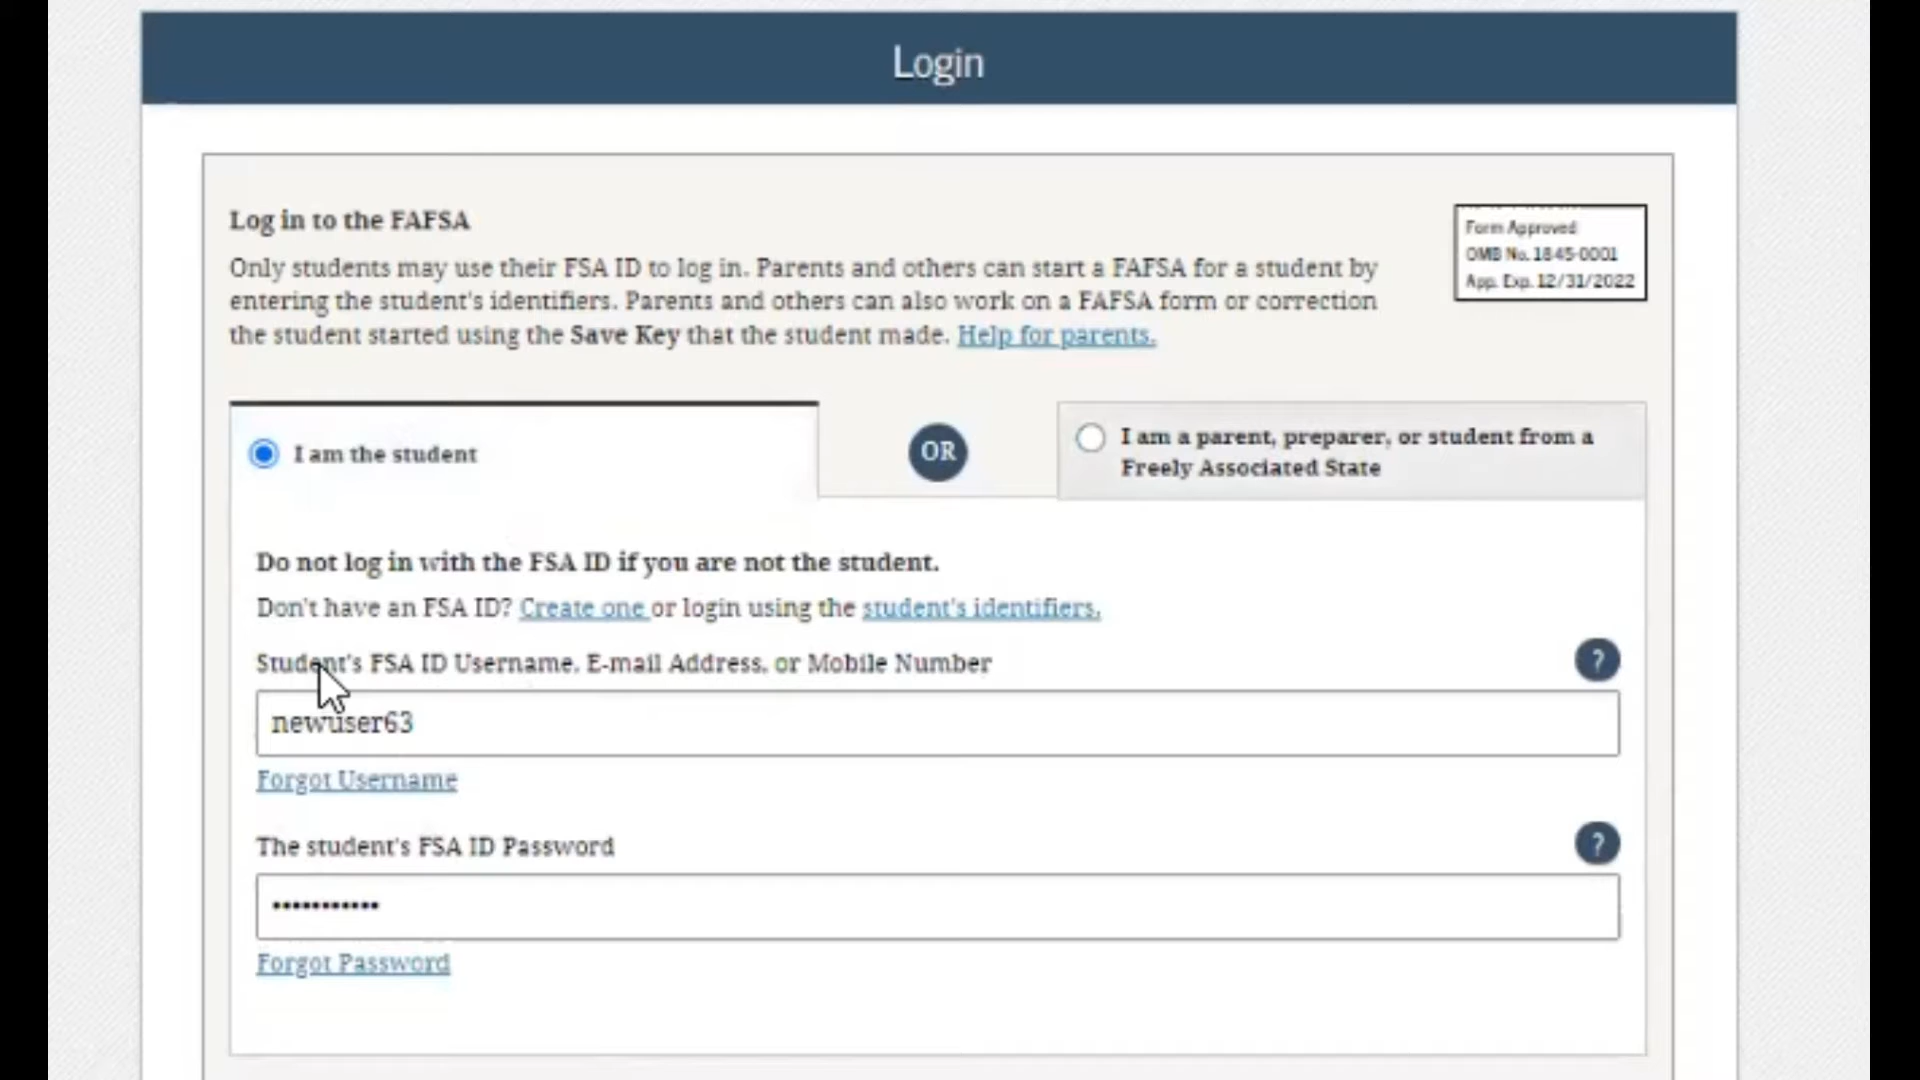 Login
Log in to the FAFSA
Form Approved
OMB No. 1845-0001
App. Exp. 12/31/2022
Only students may use their FSA ID to log in. Parents and others can start a FAFSA for a student by
entering the student's identifiers. Parents and others can also work on a FAFSA form or correction
the student started using the Save Key that the student made. Help for parents.
I am the student
OR
I am a parent, preparer, or student from a
Freely Associated State
Do not log in with the FSA ID if you are not the student.
Don't have an FSA ID? Create one or login using the student's identifiers.
Student's FSA ID Username, E-mail Address, or Mobile Number
?
newuser63
Forgot Username
The student's FSA ID Password
?
•••••••••••
Forgot Password